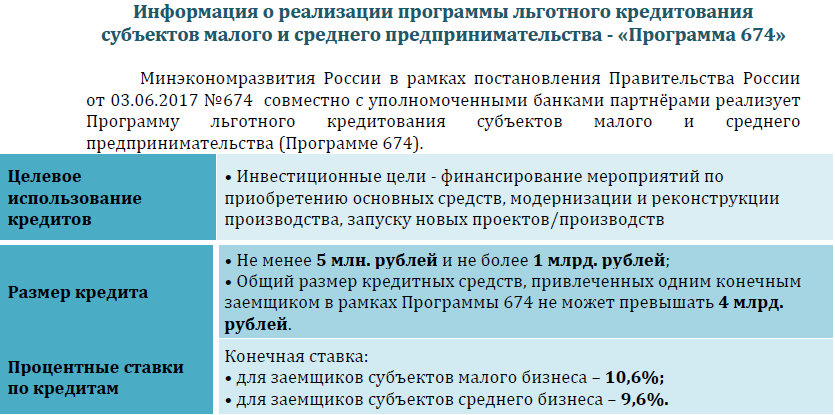 Информация о реализации программы льготного кредитования
субъектов малого и среднего предпринимательства - «Программа 674»
Минэкономразвития России в рамках постановления Правительства России
от 03.06.2017 №674 совместно с уполномоченными банками партнёрами реализует
Программу льготного кредитования субъектов малого и среднего
предпринимательства (Программе 674).
Целевое
использование
кредитов
• Инвестиционные цели - финансирование мероприятий по
приобретению основных средств, модернизации и реконструкции
производства, запуску новых проектов/производств
Размер кредита
• Не менее 5 млн. рублей и не более 1 млрд. рублей;
• Общий размер кредитных средств, привлеченных одним конечным
заемщиком в рамках Программы 674 не может превышать 4 млрд.
рублей.
Процентные ставки
по кредитам
Конечная ставка:
• для заемщиков субъектов малого бизнеса – 10,6%;
• для заемщиков субъектов среднего бизнеса – 9,6%.